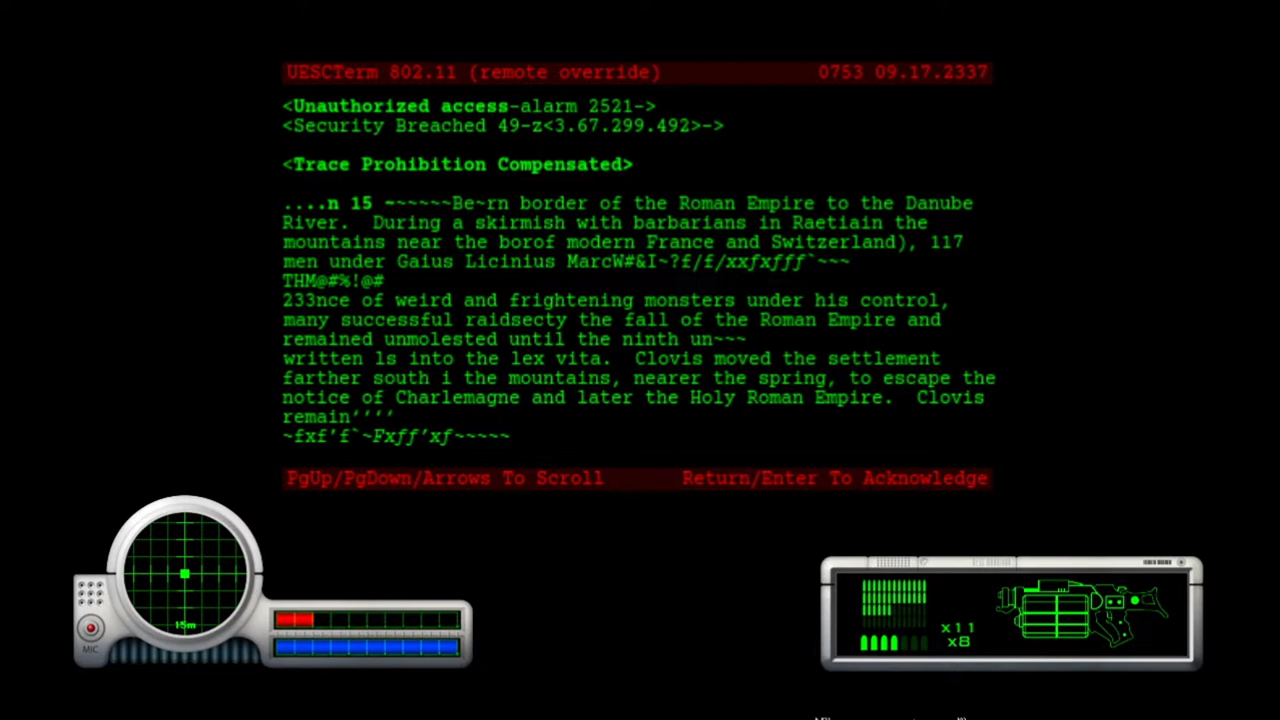 UESCTerm 802.11 (remote override) 0753 09.17.2337
<Unauthorized access-alarm 2521->
<Security Breached 49-z<3.67.299.492>->
<Trace Prohibition Compensated>
....n 15 ~~~~~~Be~rn border of the Roman Empire to the Danube
River.  During a skirmish with barbarians in Raetiain the
mountains near the borof modern France and Switzerland), 117
men under Gaius Licinius MarcW#&I~?f/f/xxfxfff`~~~
THM@#%!@#
233nce of weird and frightening monsters under his control,
many successful raidsecty the fall of the Roman Empire and
remained unmolested until the ninth un~~~
written ls into the lex vita.  Clovis moved the settlement
farther south i the mountains, nearer the spring, to escape the
notice of Charlemagne and later the Holy Roman Empire.  Clovis
remain''''
~fxf'f`~Fxff'xf~~~~~
PgUp/PgDown/Arrows To Scroll Return/Enter To Acknowledge
15m
MIC
x11
x8